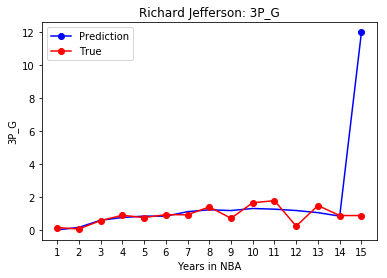 Richard Jefferson: 3P_G
Prediction
True
12
10
8
6
4
2
0
3P_G
1 2 3 4 5 6 7 8 9 10 11 12 13 14 15
Years in NBA